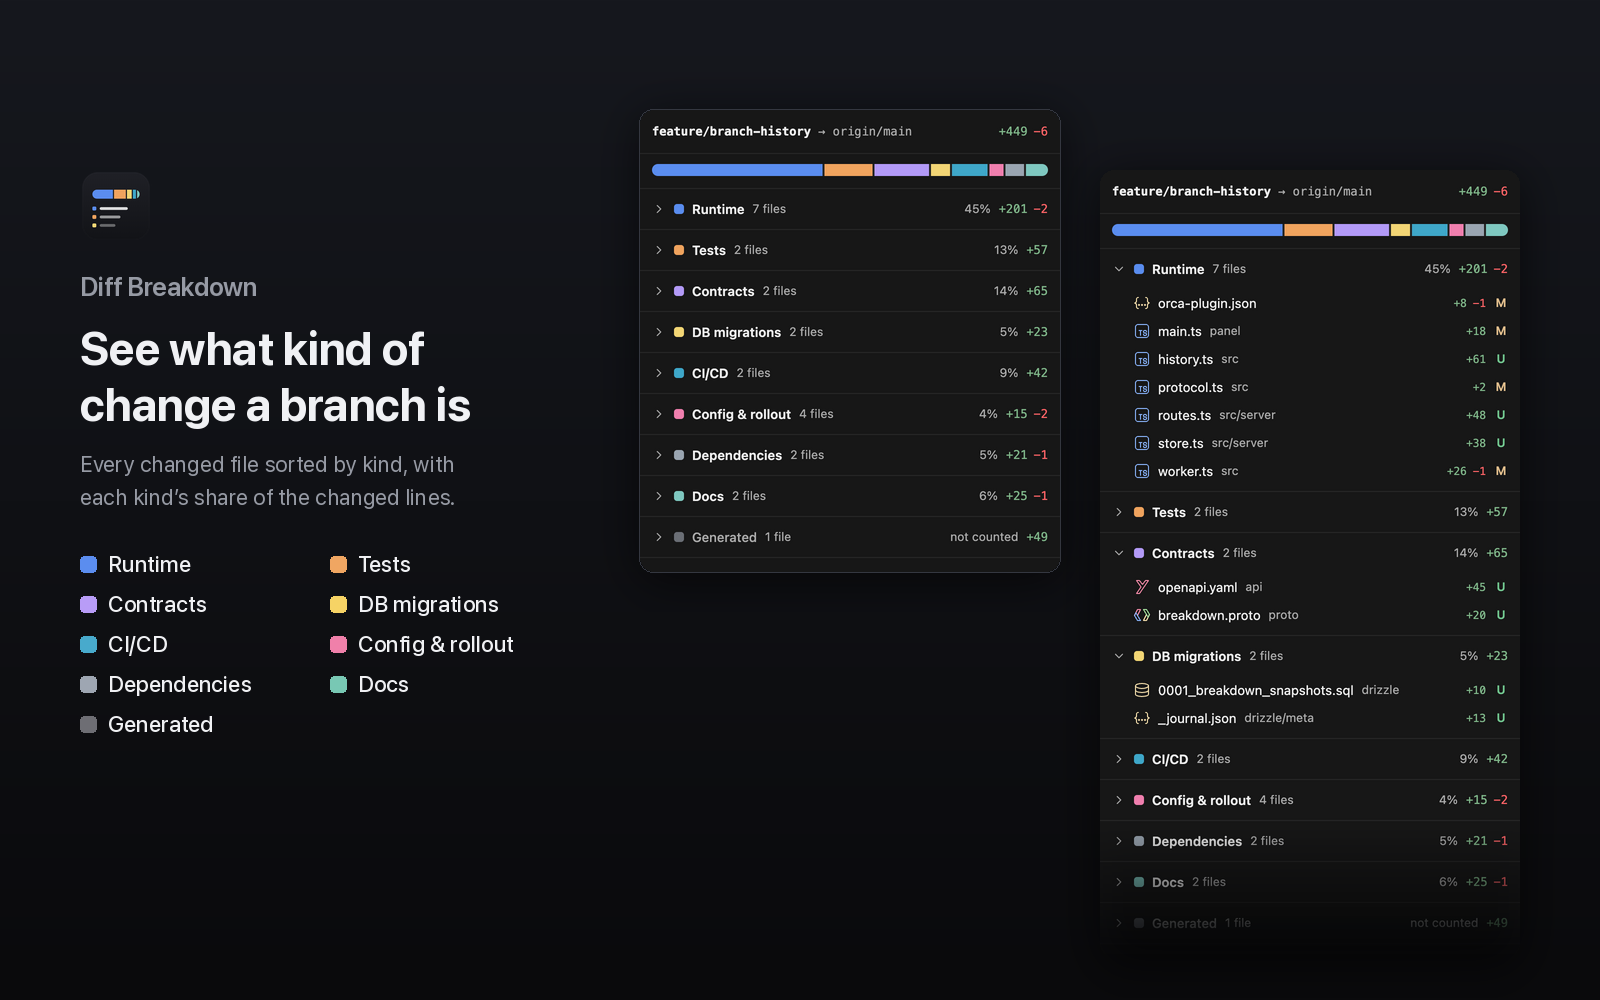 Diff Breakdown
See what kind of
change a branch is
Every changed file sorted by kind, with
each kind's share of the changed lines.
Runtime
Tests
Contracts
DB migrations
CI/CD
Config & rollout
Dependencies
Docs
Generated
feature/branch-history → origin/main +449 −6
Runtime 7 files 45% +201 −2
Tests 2 files 13% +57
Contracts 2 files 14% +65
DB migrations 2 files 5% +23
CI/CD 2 files 9% +42
Config & rollout 4 files 4% +15 −2
Dependencies 2 files 5% +21 −1
Docs 2 files 6% +25 −1
Generated 1 file not counted +49
feature/branch-history → origin/main +449 −6
Runtime 7 files 45% +201 −2
{...} orca-plugin.json +8 −1 M
TS main.ts panel +18 M
TS history.ts src +61 U
TS protocol.ts src +2 M
TS routes.ts src/server +48 U
TS store.ts src/server +38 U
TS worker.ts src +26 −1 M
Tests 2 files 13% +57
Contracts 2 files 14% +65
openapi.yaml api +45 U
breakdown.proto proto +20 U
DB migrations 2 files 5% +23
0001_breakdown_snapshots.sql drizzle +10 U
{...} _journal.json drizzle/meta +13 U
CI/CD 2 files 9% +42
Config & rollout 4 files 4% +15 −2
Dependencies 2 files 5% +21 −1
Docs 2 files 6% +25 −1
Generated 1 file not counted +49